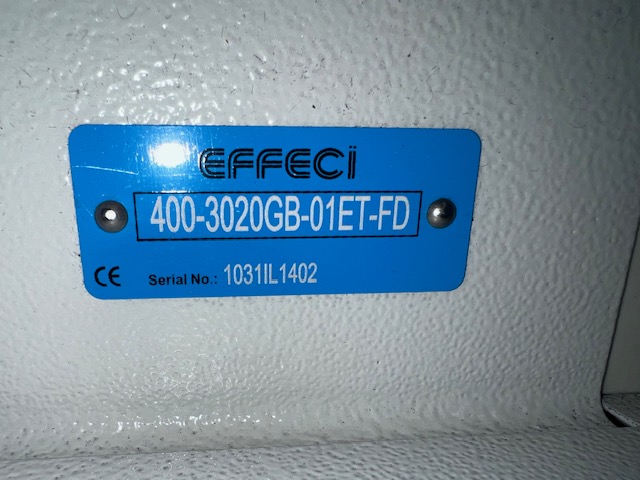 EFFECi
400-3020GB-01ET-FD
CE
Serial No.: 1031IL1402